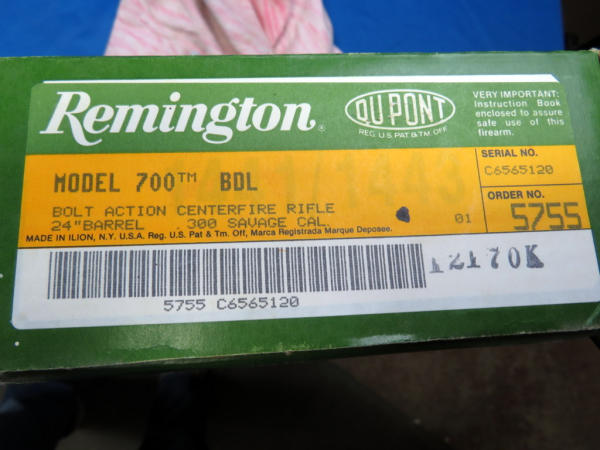 Remington®
DU PONT
REG. U.S. PAT & TM. OFF.
VERY IMPORTANT:
Instruction Book
enclosed to assure
safe use of this
firearm.
MODEL 700™ BDL
BOLT ACTION CENTERFIRE RIFLE
24"BARREL .300 SAVAGE CAL. 01
MADE IN ILION, N.Y. U.S.A. Reg. U.S. Pat & Tm. Off, Marca Registrada Marque Deposee.
SERIAL NO.
C6565120
ORDER NO.
5755
12170K
5755 C6565120